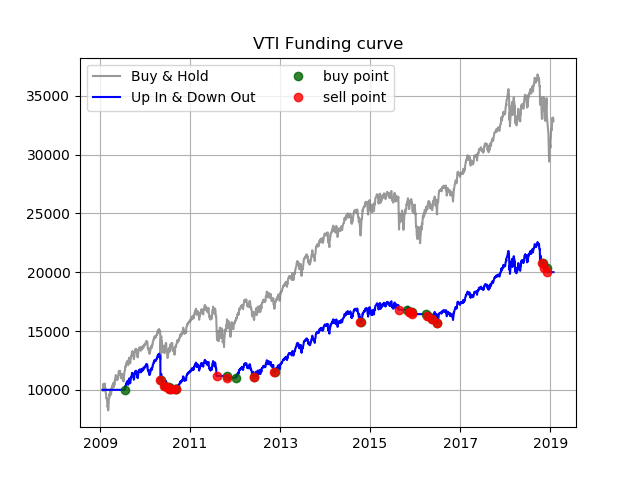 VTI Funding curve
Buy & Hold
Up In & Down Out
buy point
sell point
35000
30000
25000
20000
15000
10000
2009
2011
2013
2015
2017
2019